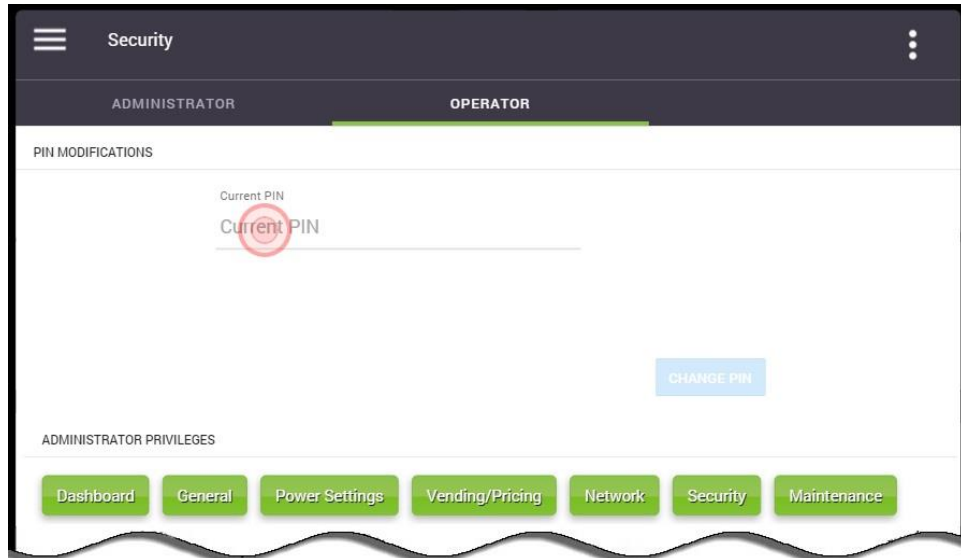 Security
ADMINISTRATOR OPERATOR
PIN MODIFICATIONS
Current PIN
Current PIN
CHANGE PIN
ADMINISTRATOR PRIVILEGES
Dashboard General Power Settings Vending/Pricing Network Security Maintenance